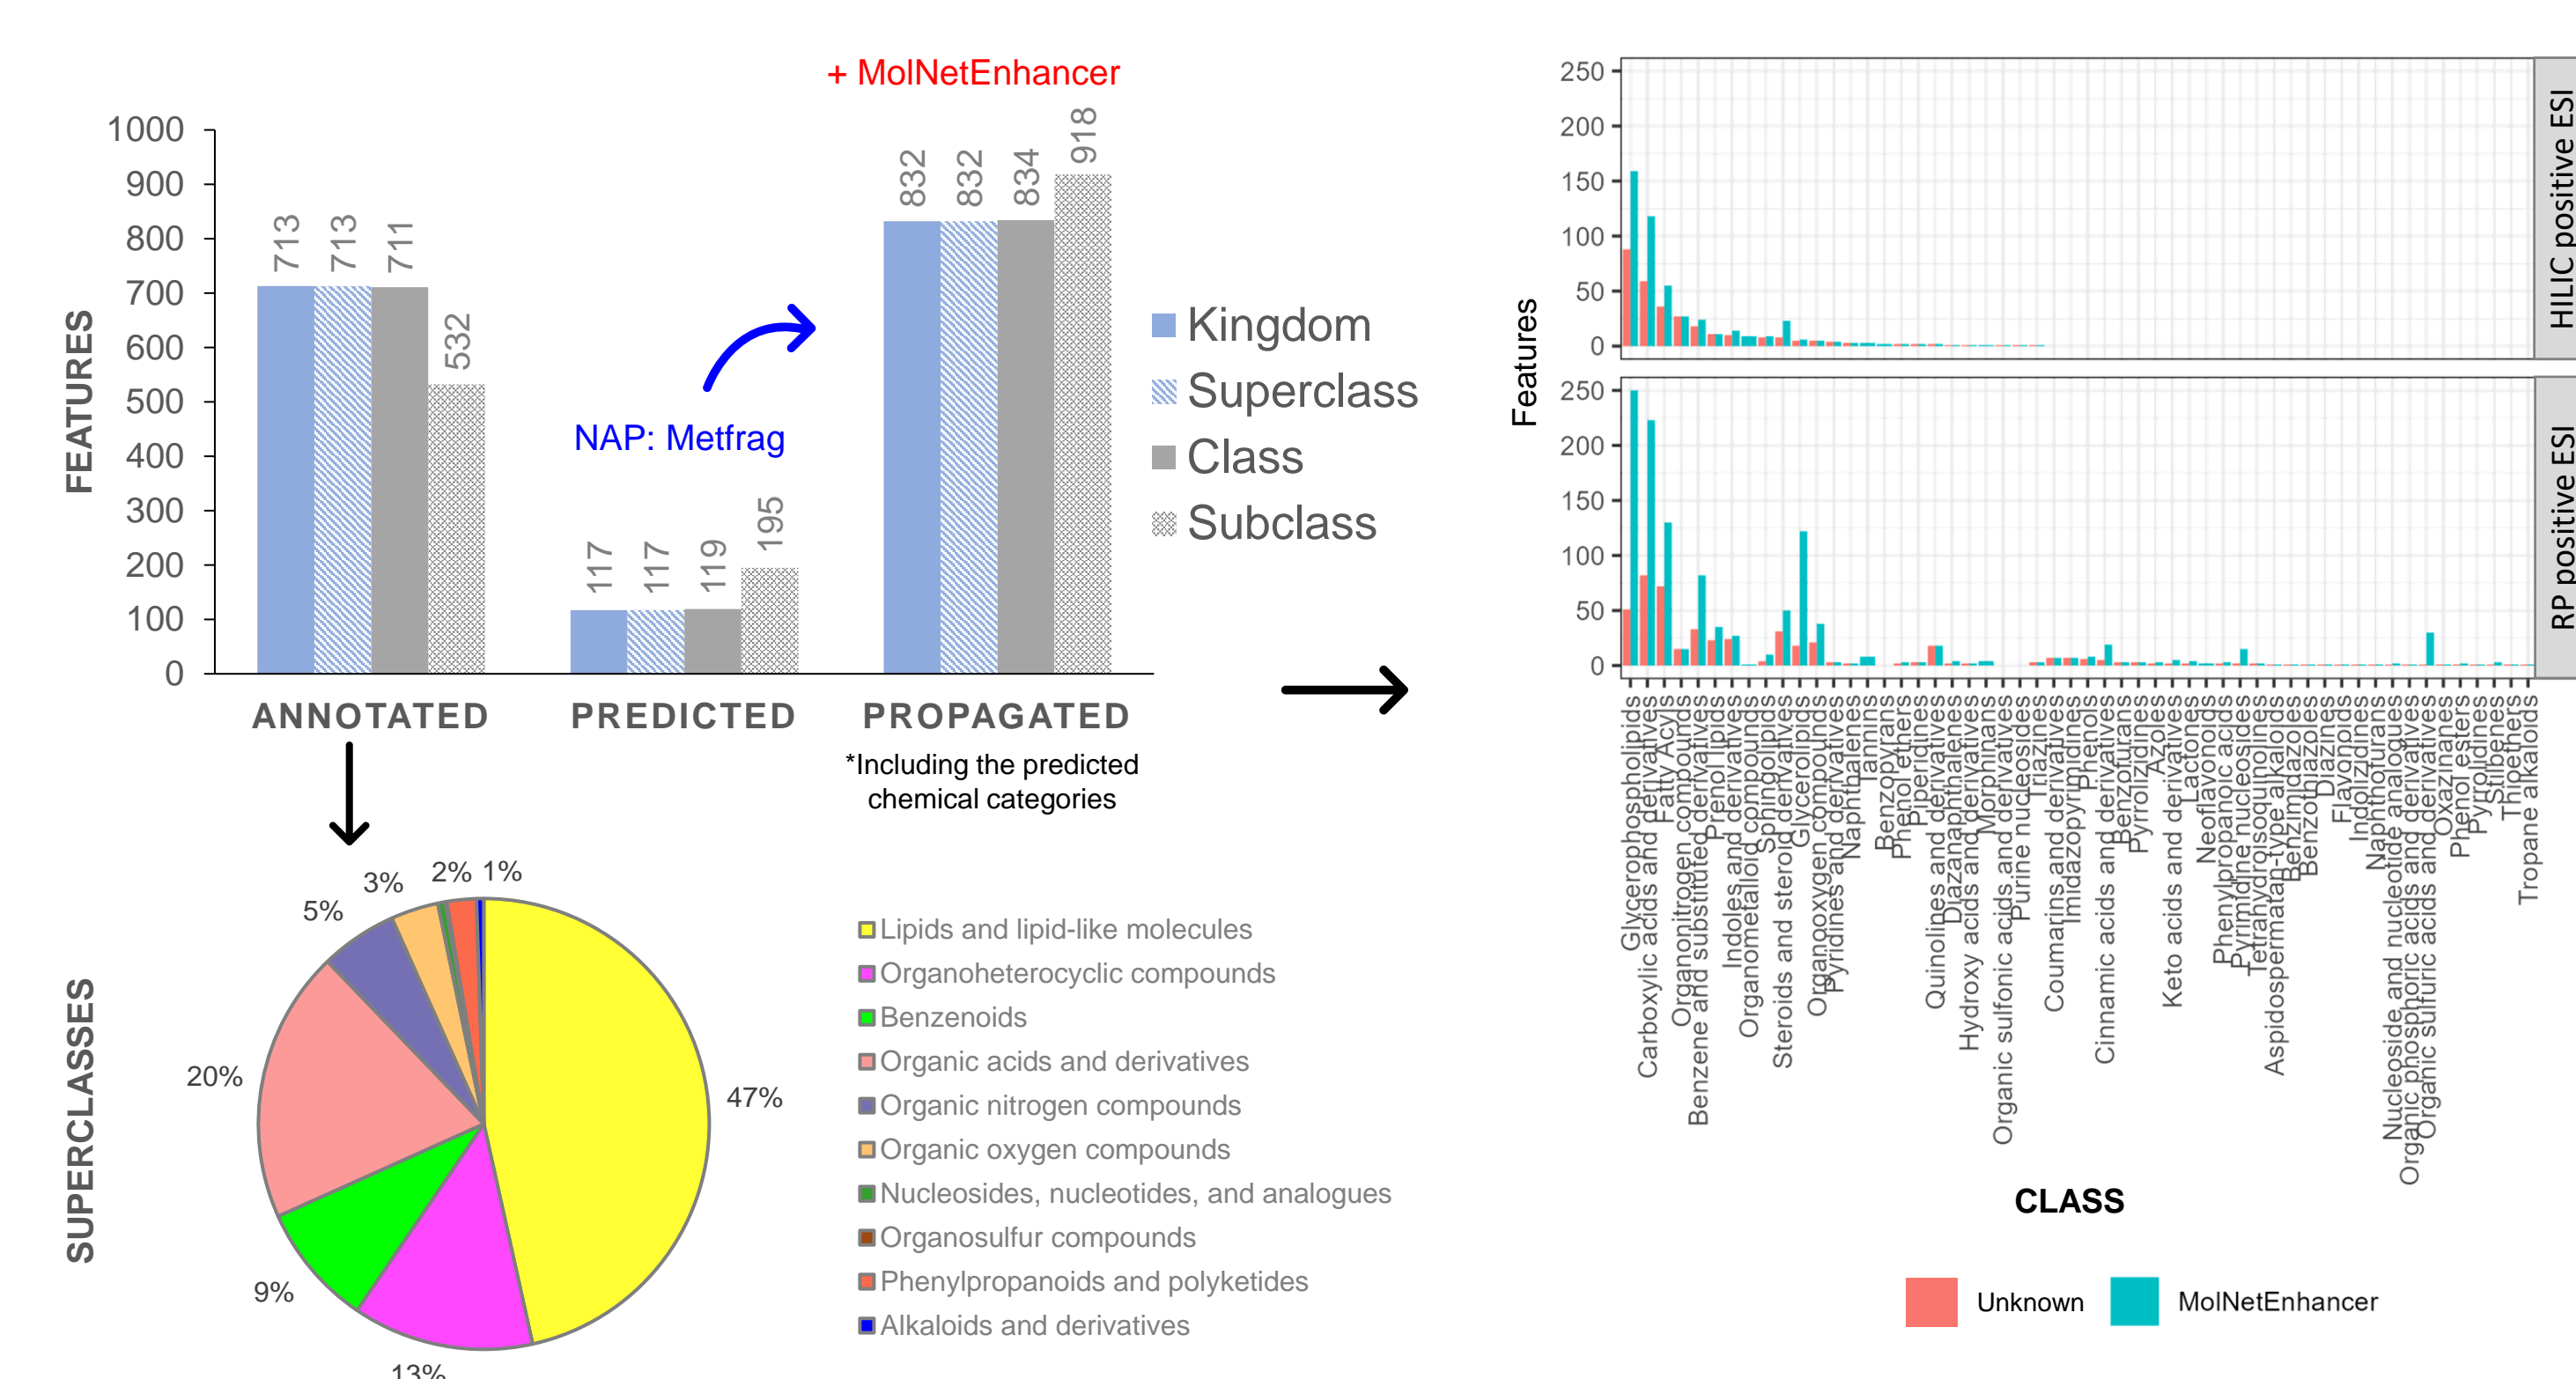 + MolNetEnhancer
FEATURES
1000
900
800
700
600
500
400
300
200
100
0
713
713
711
532
117
117
119
195
832
832
834
918
NAP: Metfrag
Kingdom
Superclass
Class
Subclass
ANNOTATED
PREDICTED
PROPAGATED
*Including the predicted
chemical categories
SUPERCLASSES
47%
13%
9%
20%
5%
3%
2%
1%
Lipids and lipid-like molecules
Organoheterocyclic compounds
Benzenoids
Organic acids and derivatives
Organic nitrogen compounds
Organic oxygen compounds
Nucleosides, nucleotides, and analogues
Organosulfur compounds
Phenylpropanoids and polyketides
Alkaloids and derivatives
Features
250
200
150
100
50
0
HILIC positive ESI
250
200
150
100
50
0
RP positive ESI
Glycerophospholipids
Carboxylic acids and derivatives
Fatty Acyls
Organonitrogen compounds
Benzene and substituted derivatives
Prenol lipids
Indoles and derivatives
Organometalloid compounds
Sphingolipids
Steroids and steroid derivatives
Glycerolipids
Organooxygen compounds
Pyridines and derivatives
Naphthalenes
Tannins
Benzopyrans
Phenol ethers
Piperidines
Quinolines and derivatives
Diazanaphthalenes
Hydroxy acids and derivatives
Morphinans
Organic sulfonic acids and derivatives
Purine nucleosides
Triazines
Coumarins and derivatives
Imidazopyrimidines
Phenols
Cinnamic acids and derivatives
Benzofurans
Pyrrolizidines
Azoles
Keto acids and derivatives
Lactones
Neoflavonoids
Phenylpropanoic acids
Pyrimidine nucleosides
Tetrahydroisoquinolines
Aspidospermatan-type alkaloids
Benzimidazoles
Benzothiazoles
Diazines
Flavonoids
Indolizidines
Naphthofurans
Nucleoside and nucleotide analogues
Organic phosphoric acids and derivatives
Organic sulfuric acids and derivatives
Oxazinanes
Phenol esters
Pyrrolidines
Stilbenes
Thioethers
Tropane alkaloids
CLASS
Unknown
MolNetEnhancer